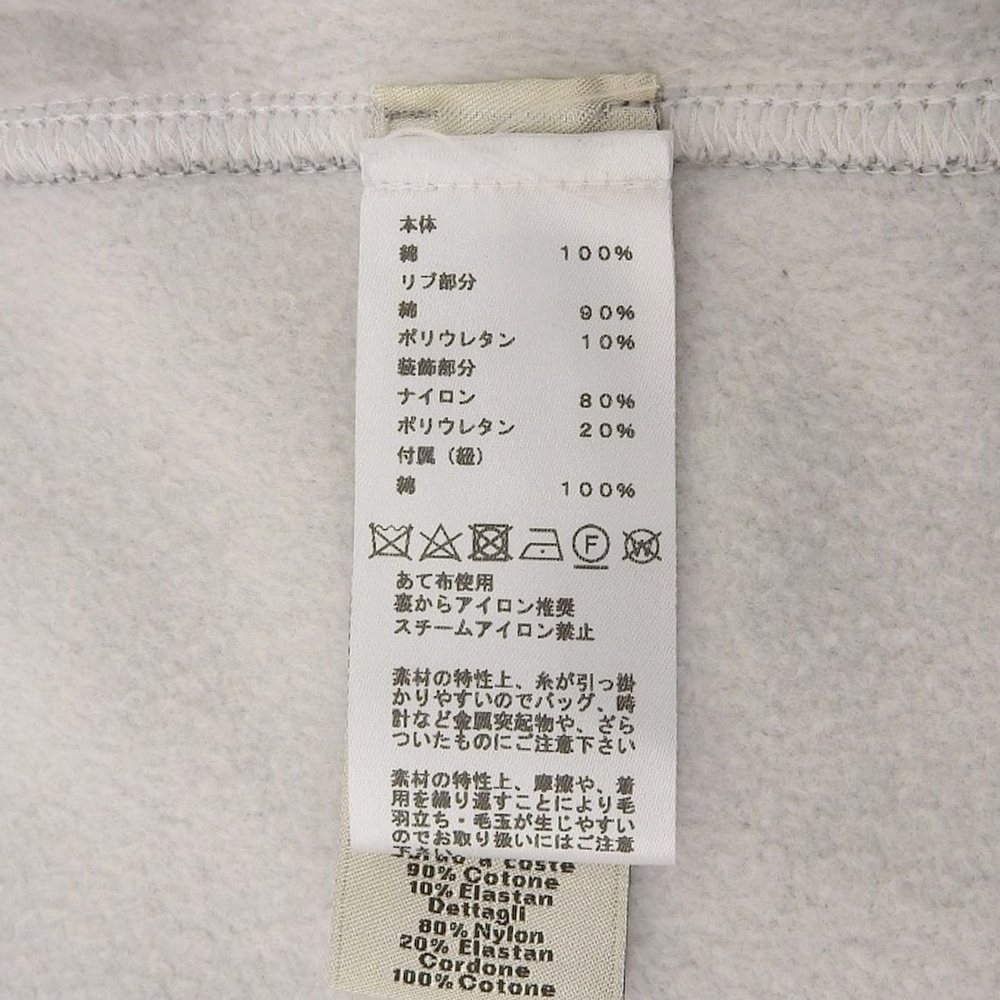 本体
綿 100%
リブ部分
綿 90%
ポリウレタン 10%
装飾部分
ナイロン 80%
ポリウレタン 20%
付属（紐）
綿 100%
F W
あて布使用
裏からアイロン推奨
スチームアイロン禁止
素材の特性上、糸が引っ掛
かりやすいのでバッグ、時
計など金属突起物や、ざら
ついたものにご注意下さい
素材の特性上、摩擦や、着
用を繰り返すことにより毛
羽立ち・毛玉が生じやすい
のでお取り扱いにはご注意
下さい。
a coste
90% Cotone
10% Elastan
Dettagli
80% Nylon
20% Elastan
Cordone
100% Cotone